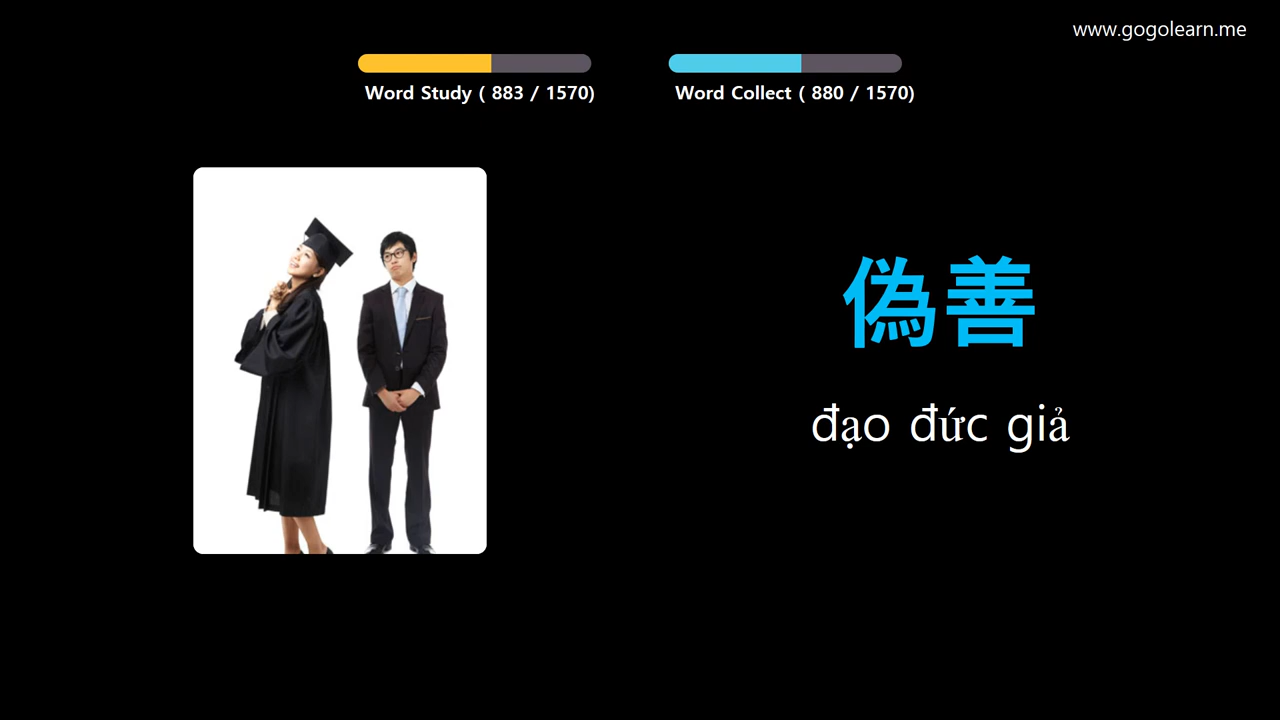 www.gogolearn.me
Word Study ( 883 / 1570)
Word Collect ( 880 / 1570)
偽善
đạo đức giả